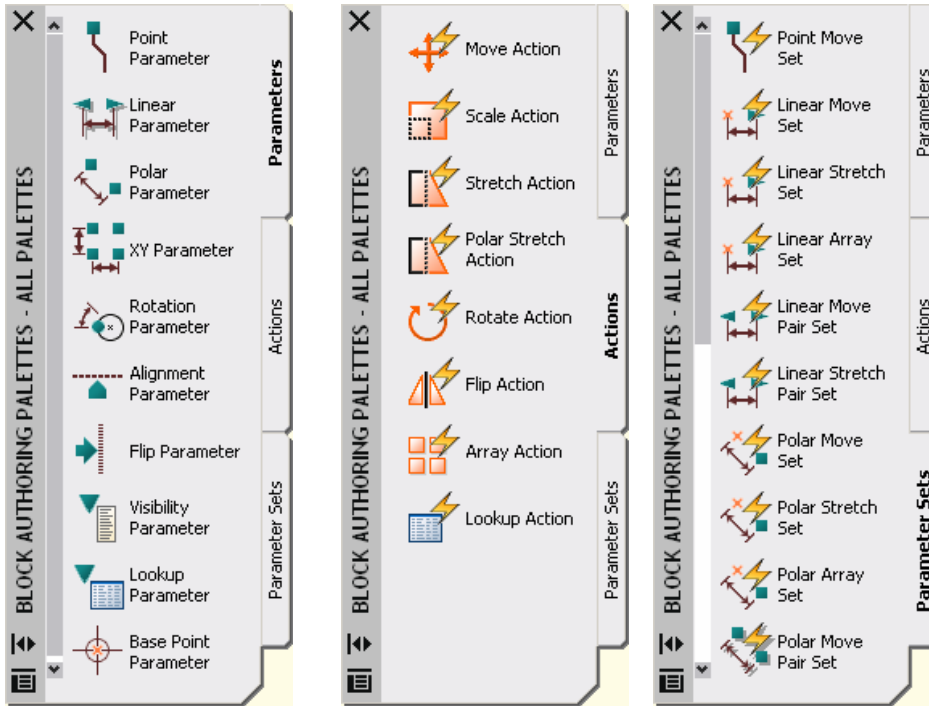 BLOCK AUTHORING PALETTES - ALL PALETTES
Point
Parameter
Linear
Parameter
Polar
Parameter
XY Parameter
Rotation
Parameter
Alignment
Parameter
Flip Parameter
Visibility
Parameter
Lookup
Parameter
Base Point
Parameter
Parameters
Actions
Parameter Sets
BLOCK AUTHORING PALETTES - ALL PALETTES
Move Action
Scale Action
Stretch Action
Polar Stretch
Action
Rotate Action
Flip Action
Array Action
Lookup Action
Parameters
Actions
Parameter Sets
BLOCK AUTHORING PALETTES - ALL PALETTES
Point Move
Set
Linear Move
Set
Linear Stretch
Set
Linear Array
Set
Linear Move
Pair Set
Linear Stretch
Pair Set
Polar Move
Set
Polar Stretch
Set
Polar Array
Set
Polar Move
Pair Set
Parameters
Actions
Parameter Sets